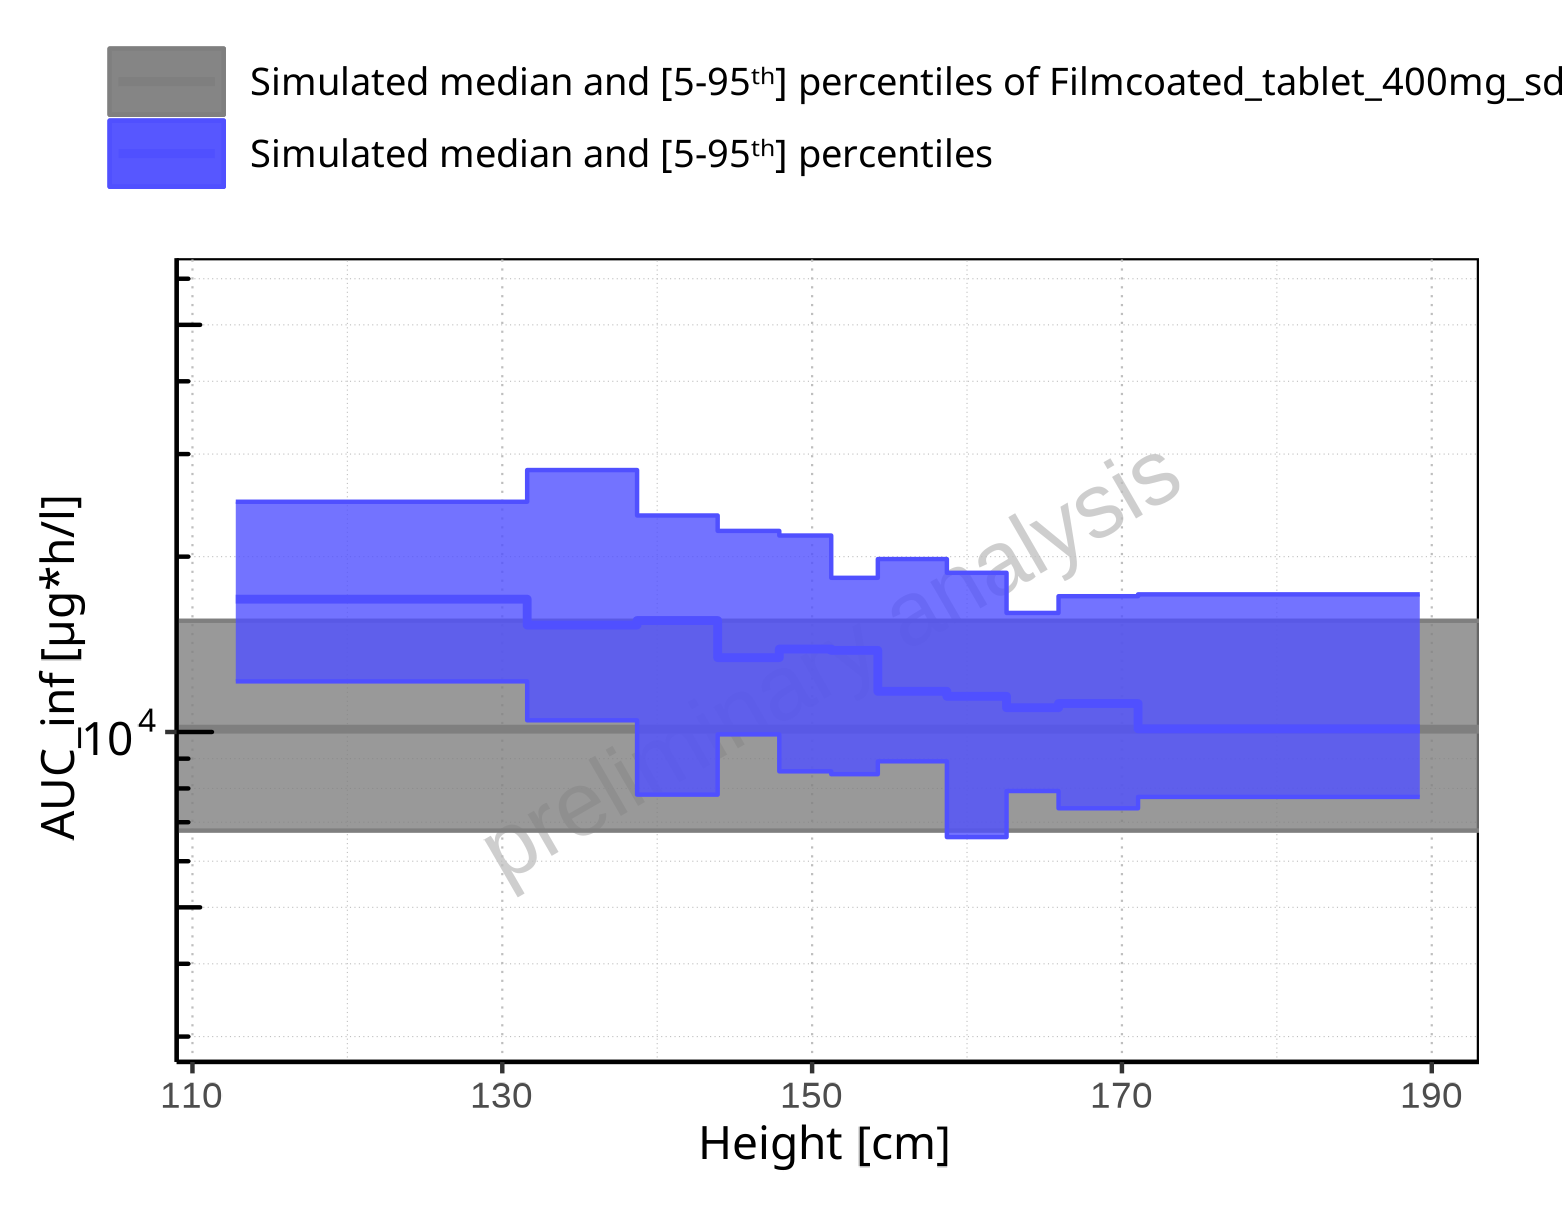 Simulated median and [5-95ᵗʰ] percentiles of Filmcoated_tablet_400mg_sd
Simulated median and [5-95ᵗʰ] percentiles
AUC_inf [µg*h/l]
10⁴
preliminary analysis
110 130 150 170 190
Height [cm]